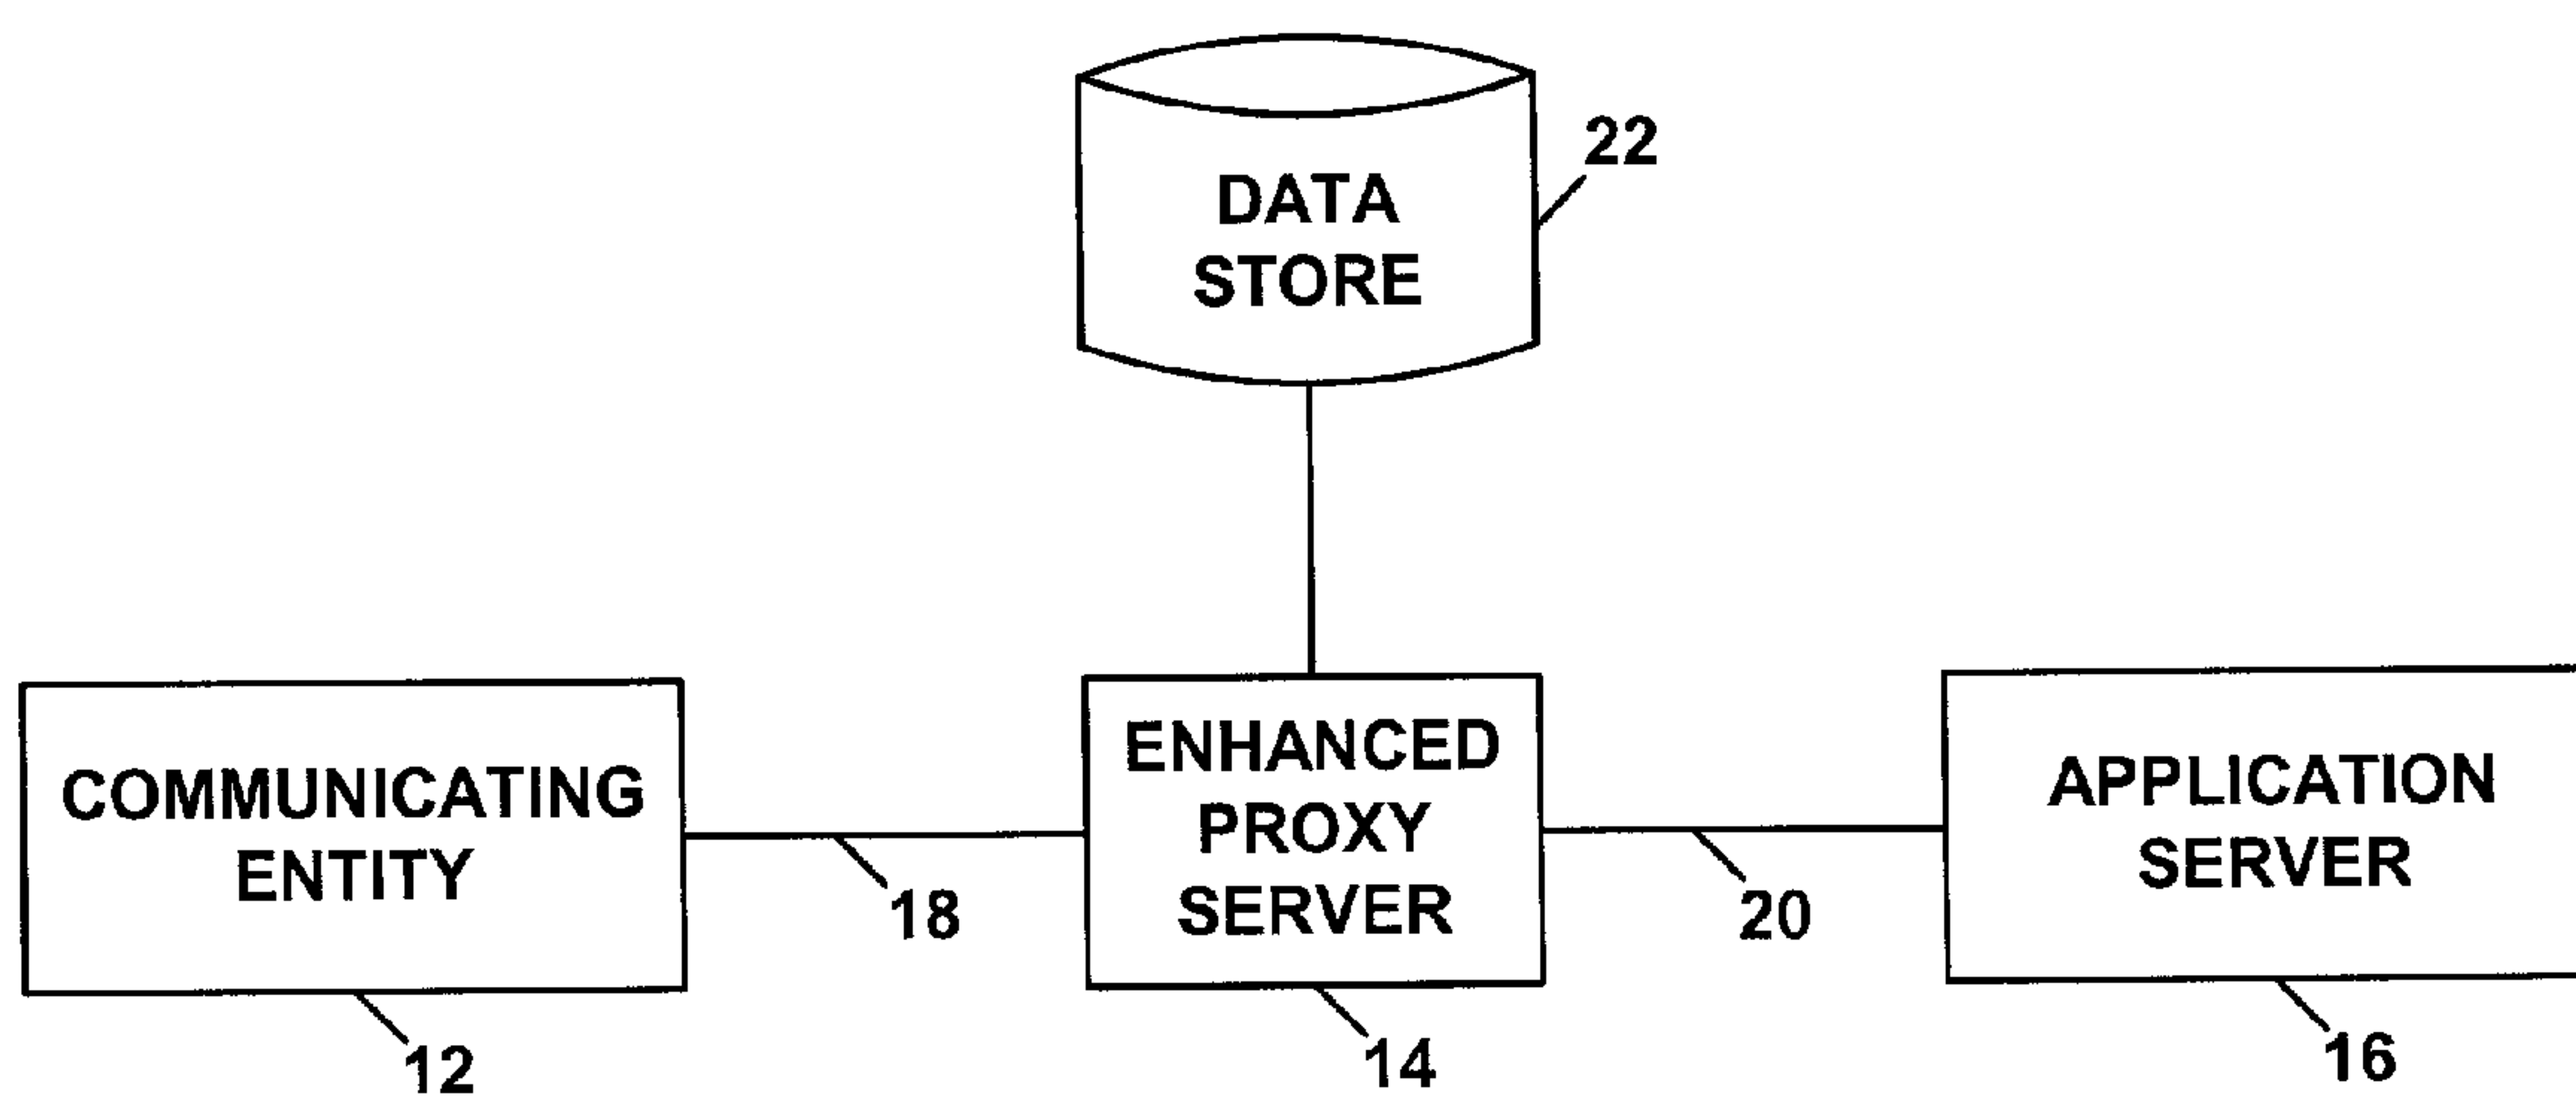 22
DATA
STORE
COMMUNICATING
ENTITY
18
ENHANCED
PROXY
SERVER
20
APPLICATION
SERVER
12
14
16